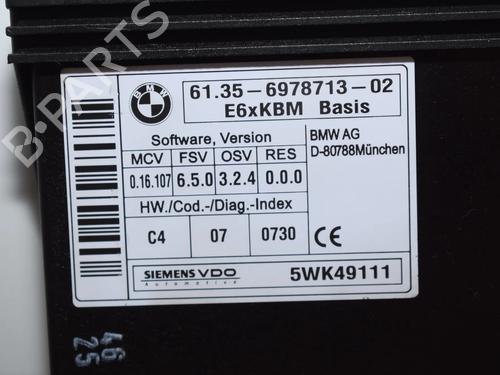 BMW
61.35-6978713-02
E6xKBM Basis
Software, Version
MCV FSV OSV RES
0.16.107 6.5.0 3.2.4 0.0.0
HW./Cod.-/Diag.-Index
C4 07 0730
BMW AG
D-80788München
CE
SIEMENS VDO
Automotive
5WK49111
46
25
B-PARTS